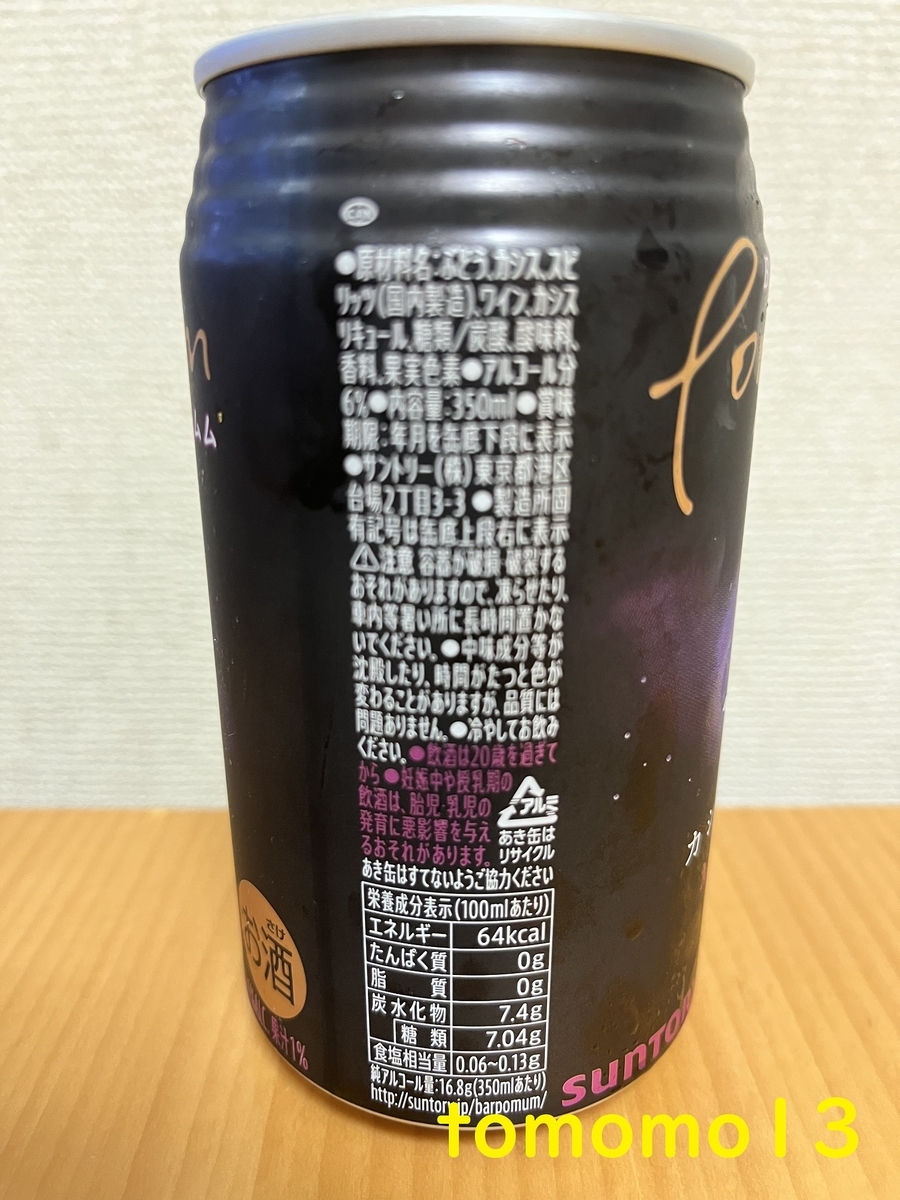 CAN
●原材料名:ぶどう、カシス、スピ
リッツ(国内製造)、ワイン、カシス
リキュール、糖類/炭酸、酸味料、
香料、果実色素●アルコール分
6%●内容量:350ml●賞味
期限:年月を缶底下段に表示
●サントリー(株)東京都港区
台場2丁目3-3 ●製造所固
有記号は缶底上段右に表示
⚠注意 容器が破損・破裂する
おそれがありますので、凍らせたり、
車内等暑い所に長時間置かな
いでください。●中味成分等が
沈殿したり、時間がたつと色が
変わることがありますが、品質には
問題ありません。●冷やしてお飲み
ください。●飲酒は20歳を過ぎて
から●妊娠中や授乳期の
飲酒は、胎児・乳児の
発育に悪影響を与え
るおそれがあります。
アルミ
あき缶は
リサイクル
あき缶はすてないようご協力ください
栄養成分表示(100mlあたり)
エネルギー 64kcal
たんぱく質 0g
脂質 0g
炭水化物 7.4g
糖類 7.04g
食塩相当量 0.06~0.13g
純アルコール量:16.8g(350mlあたり)
http://suntory.jp/barpomum/
お酒
さけ
果汁1%
SUNTO
tomomo13